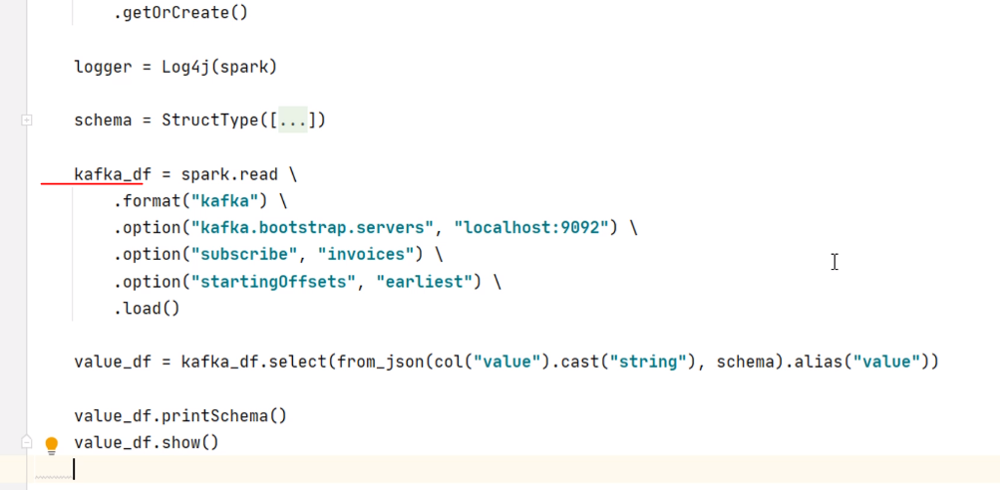 .getOrCreate()
logger = Log4j(spark)
schema = StructType([...])
kafka_df = spark.read \
.format("kafka") \
.option("kafka.bootstrap.servers", "localhost:9092") \
.option("subscribe", "invoices") \
.option("startingOffsets", "earliest") \
.load()
value_df = kafka_df.select(from_json(col("value").cast("string"), schema).alias("value"))
value_df.printSchema()
value_df.show()